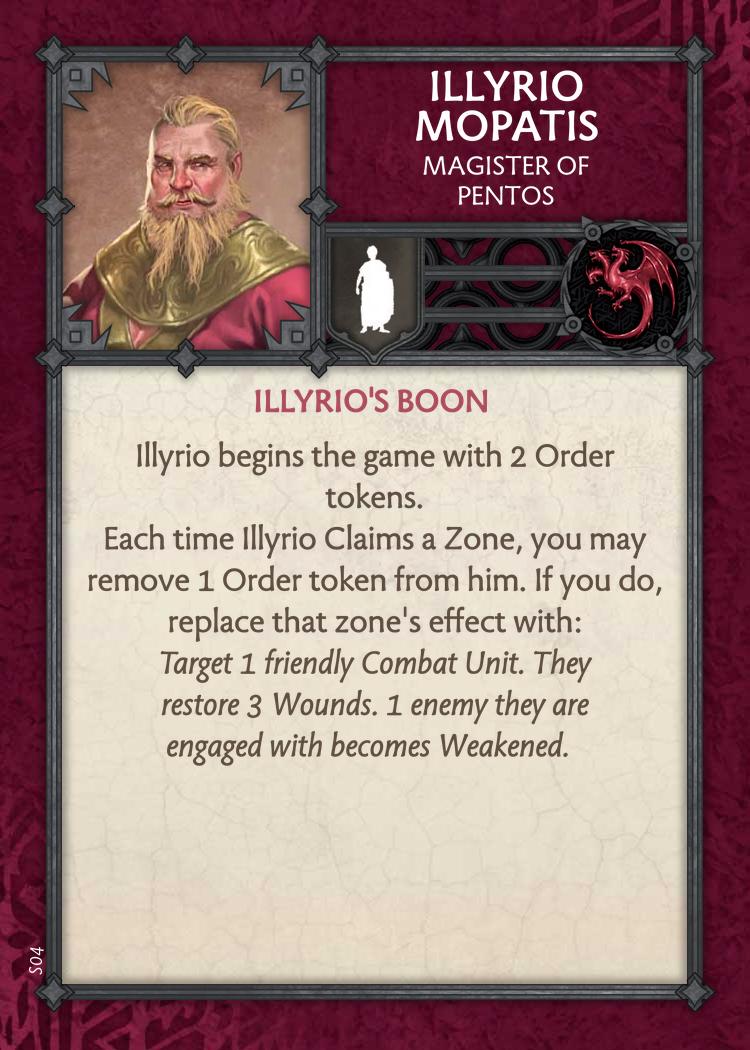 ILLYRIO
MOPATIS
MAGISTER OF
PENTOS
ILLYRIO'S BOON
Illyrio begins the game with 2 Order
tokens.
Each time Illyrio Claims a Zone, you may
remove 1 Order token from him. If you do,
replace that zone's effect with:
Target 1 friendly Combat Unit. They
restore 3 Wounds. 1 enemy they are
engaged with becomes Weakened.
S04